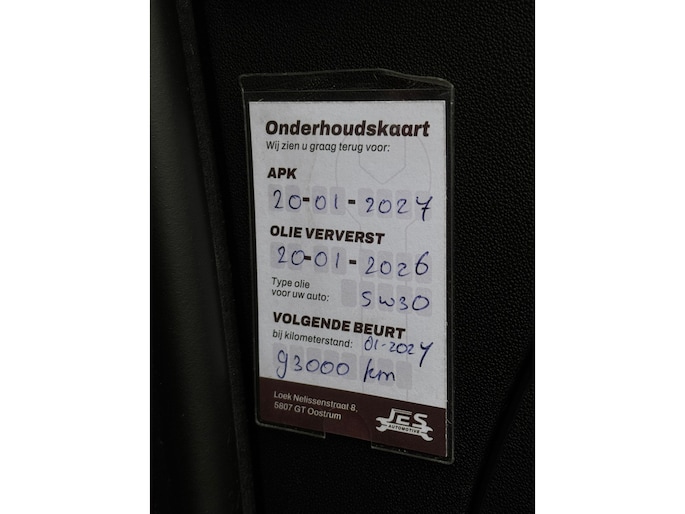 Onderhoudskaart
Wij zien u graag terug voor:
APK
20-01-2027
OLIE VERVERST
20-01-2026
Type olie
voor uw auto: 5W30
VOLGENDE BEURT
bij kilometerstand: 01-2027
93000 km
Loek Nelissenstraat 8,
5807 GT Oostrum
JES
AUTOMOTIVE